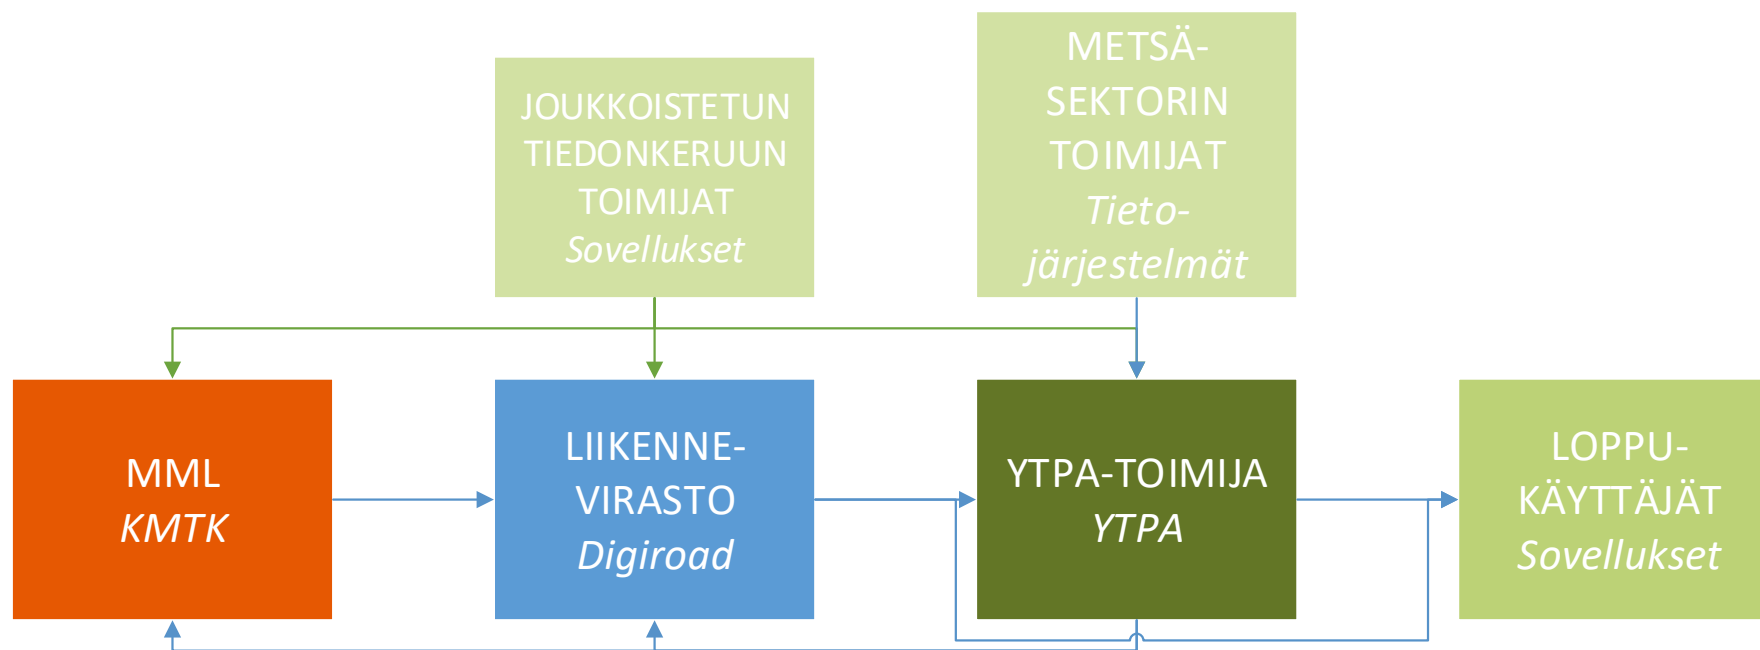 JOUKKOISTETUN
TIEDONKERUUN
TOIMIJAT
Sovellukset
METSÄ-
SEKTORIN
TOIMIJAT
Tieto-
järjestelmät
MML
KMTK
LIIKENNE-
VIRASTO
Digiroad
YTPA-TOIMIJA
YTPA
LOPPU-
KÄYTTÄJÄT
Sovellukset